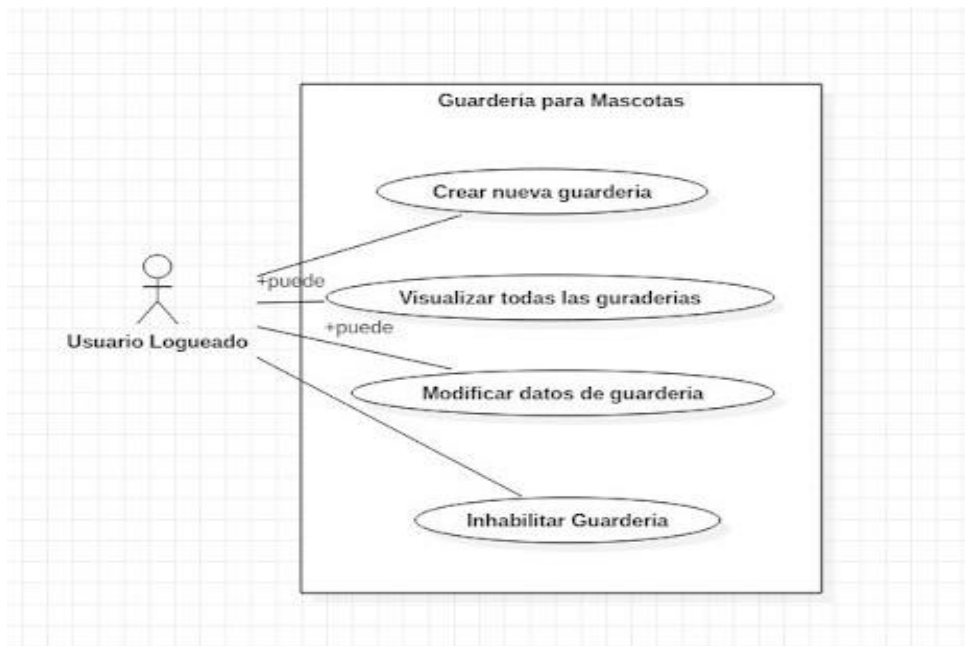 Guardería para Mascotas
Crear nueva guarderia
+puede
Visualizar todas las guraderias
+puede
Usuario Logueado
Modificar datos de guarderia
Inhabilitar Guarderia